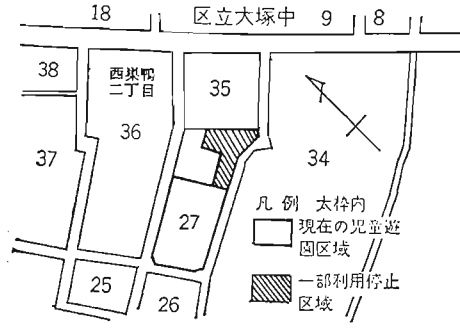 18
区立大塚中
9
8
38
西巣鴨
二丁目
35
36
37
34
凡例 太枠内
現在の児童遊
園区域
27
一部利用停止
区域
25
26